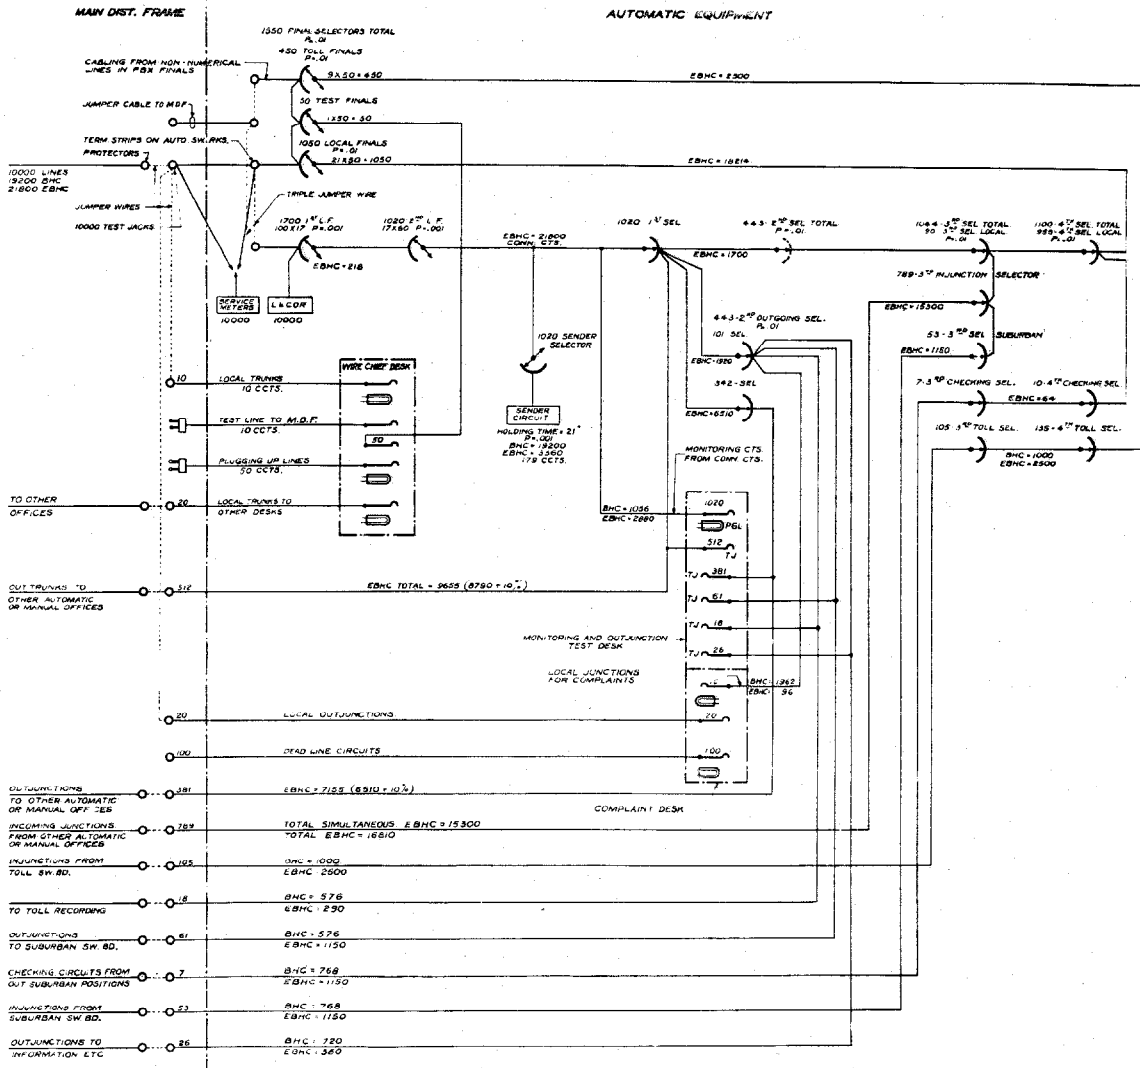 MAIN DIST. FRAME
AUTOMATIC EQUIPMENT
1550 FINAL SELECTORS TOTAL
P=.01
450 TOLL FINALS
P=.01
CABLING FROM NON-NUMERICAL
LINES IN PBX FINALS
9X50=450
EBHC=2500
JUMPER CABLE TO MDF
50 TEST FINALS
1X50=50
TERM STRIPS ON AUTO SW. RKS.
PROTECTORS
1050 LOCAL FINALS
P=.01
21X50=1050
EBHC=18214
10000 LINES
19200 BHC
21800 EBHC
JUMPER WIRES
10000 TEST JACKS
TRIPLE JUMPER WIRE
1700 1ST L.F.
100X17 P=.001
EBHC=218
1020 2ND L.F.
17X60 P=.001
EBHC=21800
CONN. CTS.
1020 1ST SEL
443-2ND SEL TOTAL
P=.01
EBHC=1700
1044-3RD SEL TOTAL
90 3RD SEL LOCAL
P=.01
1100-4TH SEL TOTAL
955-4TH SEL LOCAL
P=.01
789-3RD INJUNCTION SELECTOR
EBHC=15300
53-3RD SEL SUBURBAN
EBHC=1150
SERVICE
METERS
10000
L&COR
10000
443-2ND OUTGOING SEL.
P=.01
101 SEL
EBHC=1920
342-SEL
EBHC=6510
1020 SENDER
SELECTOR
SENDER
CIRCUIT
HOLDING TIME=21"
P=.001
BHC=19200
EBHC=3360
179 CCTS.
7-3RD CHECKING SEL.
10-4TH CHECKING SEL
EBHC=64
105-3RD TOLL SEL.
135-4TH TOLL SEL.
BHC=1000
EBHC=2500
WIRE CHIEF DESK
10
LOCAL TRUNKS
10 CCTS.
TEST LINE TO M.D.F.
10 CCTS.
50
PLUGGING UP LINES
50 CCTS.
TO OTHER
OFFICES
20
LOCAL TRUNKS TO
OTHER DESKS
MONITORING CTS
FROM CONN CTS.
BHC=1056
EBHC=2880
1020
PGL
512
TJ
TJ 381
TJ 61
TJ 18
TJ 26
OUT TRUNKS TO
OTHER AUTOMATIC
OR MANUAL OFFICES
512
EBHC TOTAL = 9655 (8790 + 10%)
MONITORING AND OUTJUNCTION
TEST DESK
LOCAL JUNCTIONS
FOR COMPLAINTS
BHC=1962
EBHC= 96
20
LOCAL OUTJUNCTIONS
20
100
DEAD LINE CIRCUITS
100
COMPLAINT DESK
OUTJUNCTIONS
TO OTHER AUTOMATIC
OR MANUAL OFFICES
381
EBHC=7155 (6510+10%)
INCOMING JUNCTIONS
FROM OTHER AUTOMATIC
OR MANUAL OFFICES
789
TOTAL SIMULTANEOUS EBHC=15300
TOTAL EBHC=16810
INJUNCTIONS FROM
TOLL SW.BD.
105
BHC=1000
EBHC=2600
TO TOLL RECORDING
18
BHC= 576
EBHC=290
OUTJUNCTIONS
TO SUBURBAN SW. BD.
61
BHC= 576
EBHC=1150
CHECKING CIRCUITS FROM
OUT SUBURBAN POSITIONS
7
BHC = 768
EBHC=1150
INJUNCTIONS FROM
SUBURBAN SW BD.
53
BHC = 768
EBHC=1150
OUTJUNCTIONS TO
INFORMATION ETC
26
BHC = 720
EBHC=360